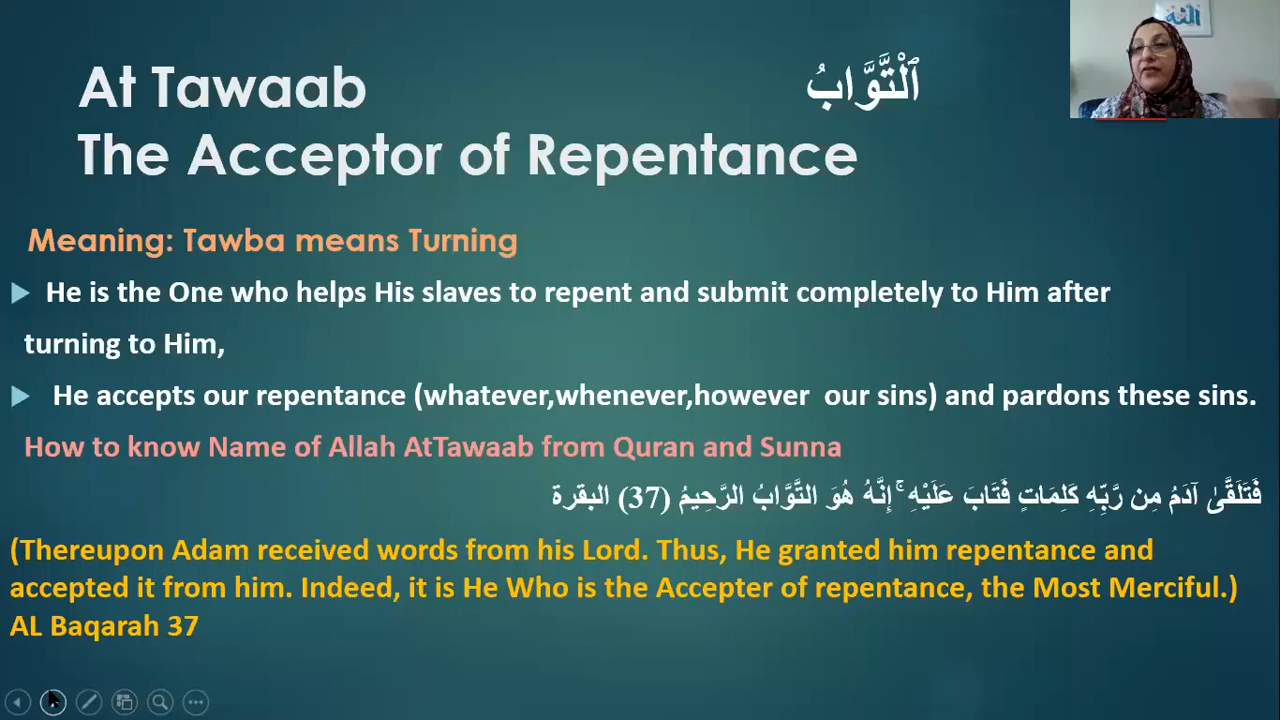 At Tawaab
ٱلْتَّوَّابُ
The Acceptor of Repentance
Meaning: Tawba means Turning
He is the One who helps His slaves to repent and submit completely to Him after
turning to Him,
He accepts our repentance (whatever,whenever,however our sins) and pardons these sins.
How to know Name of Allah AtTawaab from Quran and Sunna
فَتَلَقَّىٰ آدَمُ مِن رَّبِّهِ كَلِمَاتٍ فَتَابَ عَلَيْهِ ۚ إِنَّهُ هُوَ التَّوَّابُ الرَّحِيمُ (37) البقرة
(Thereupon Adam received words from his Lord. Thus, He granted him repentance and
accepted it from him. Indeed, it is He Who is the Accepter of repentance, the Most Merciful.)
AL Baqarah 37
الله